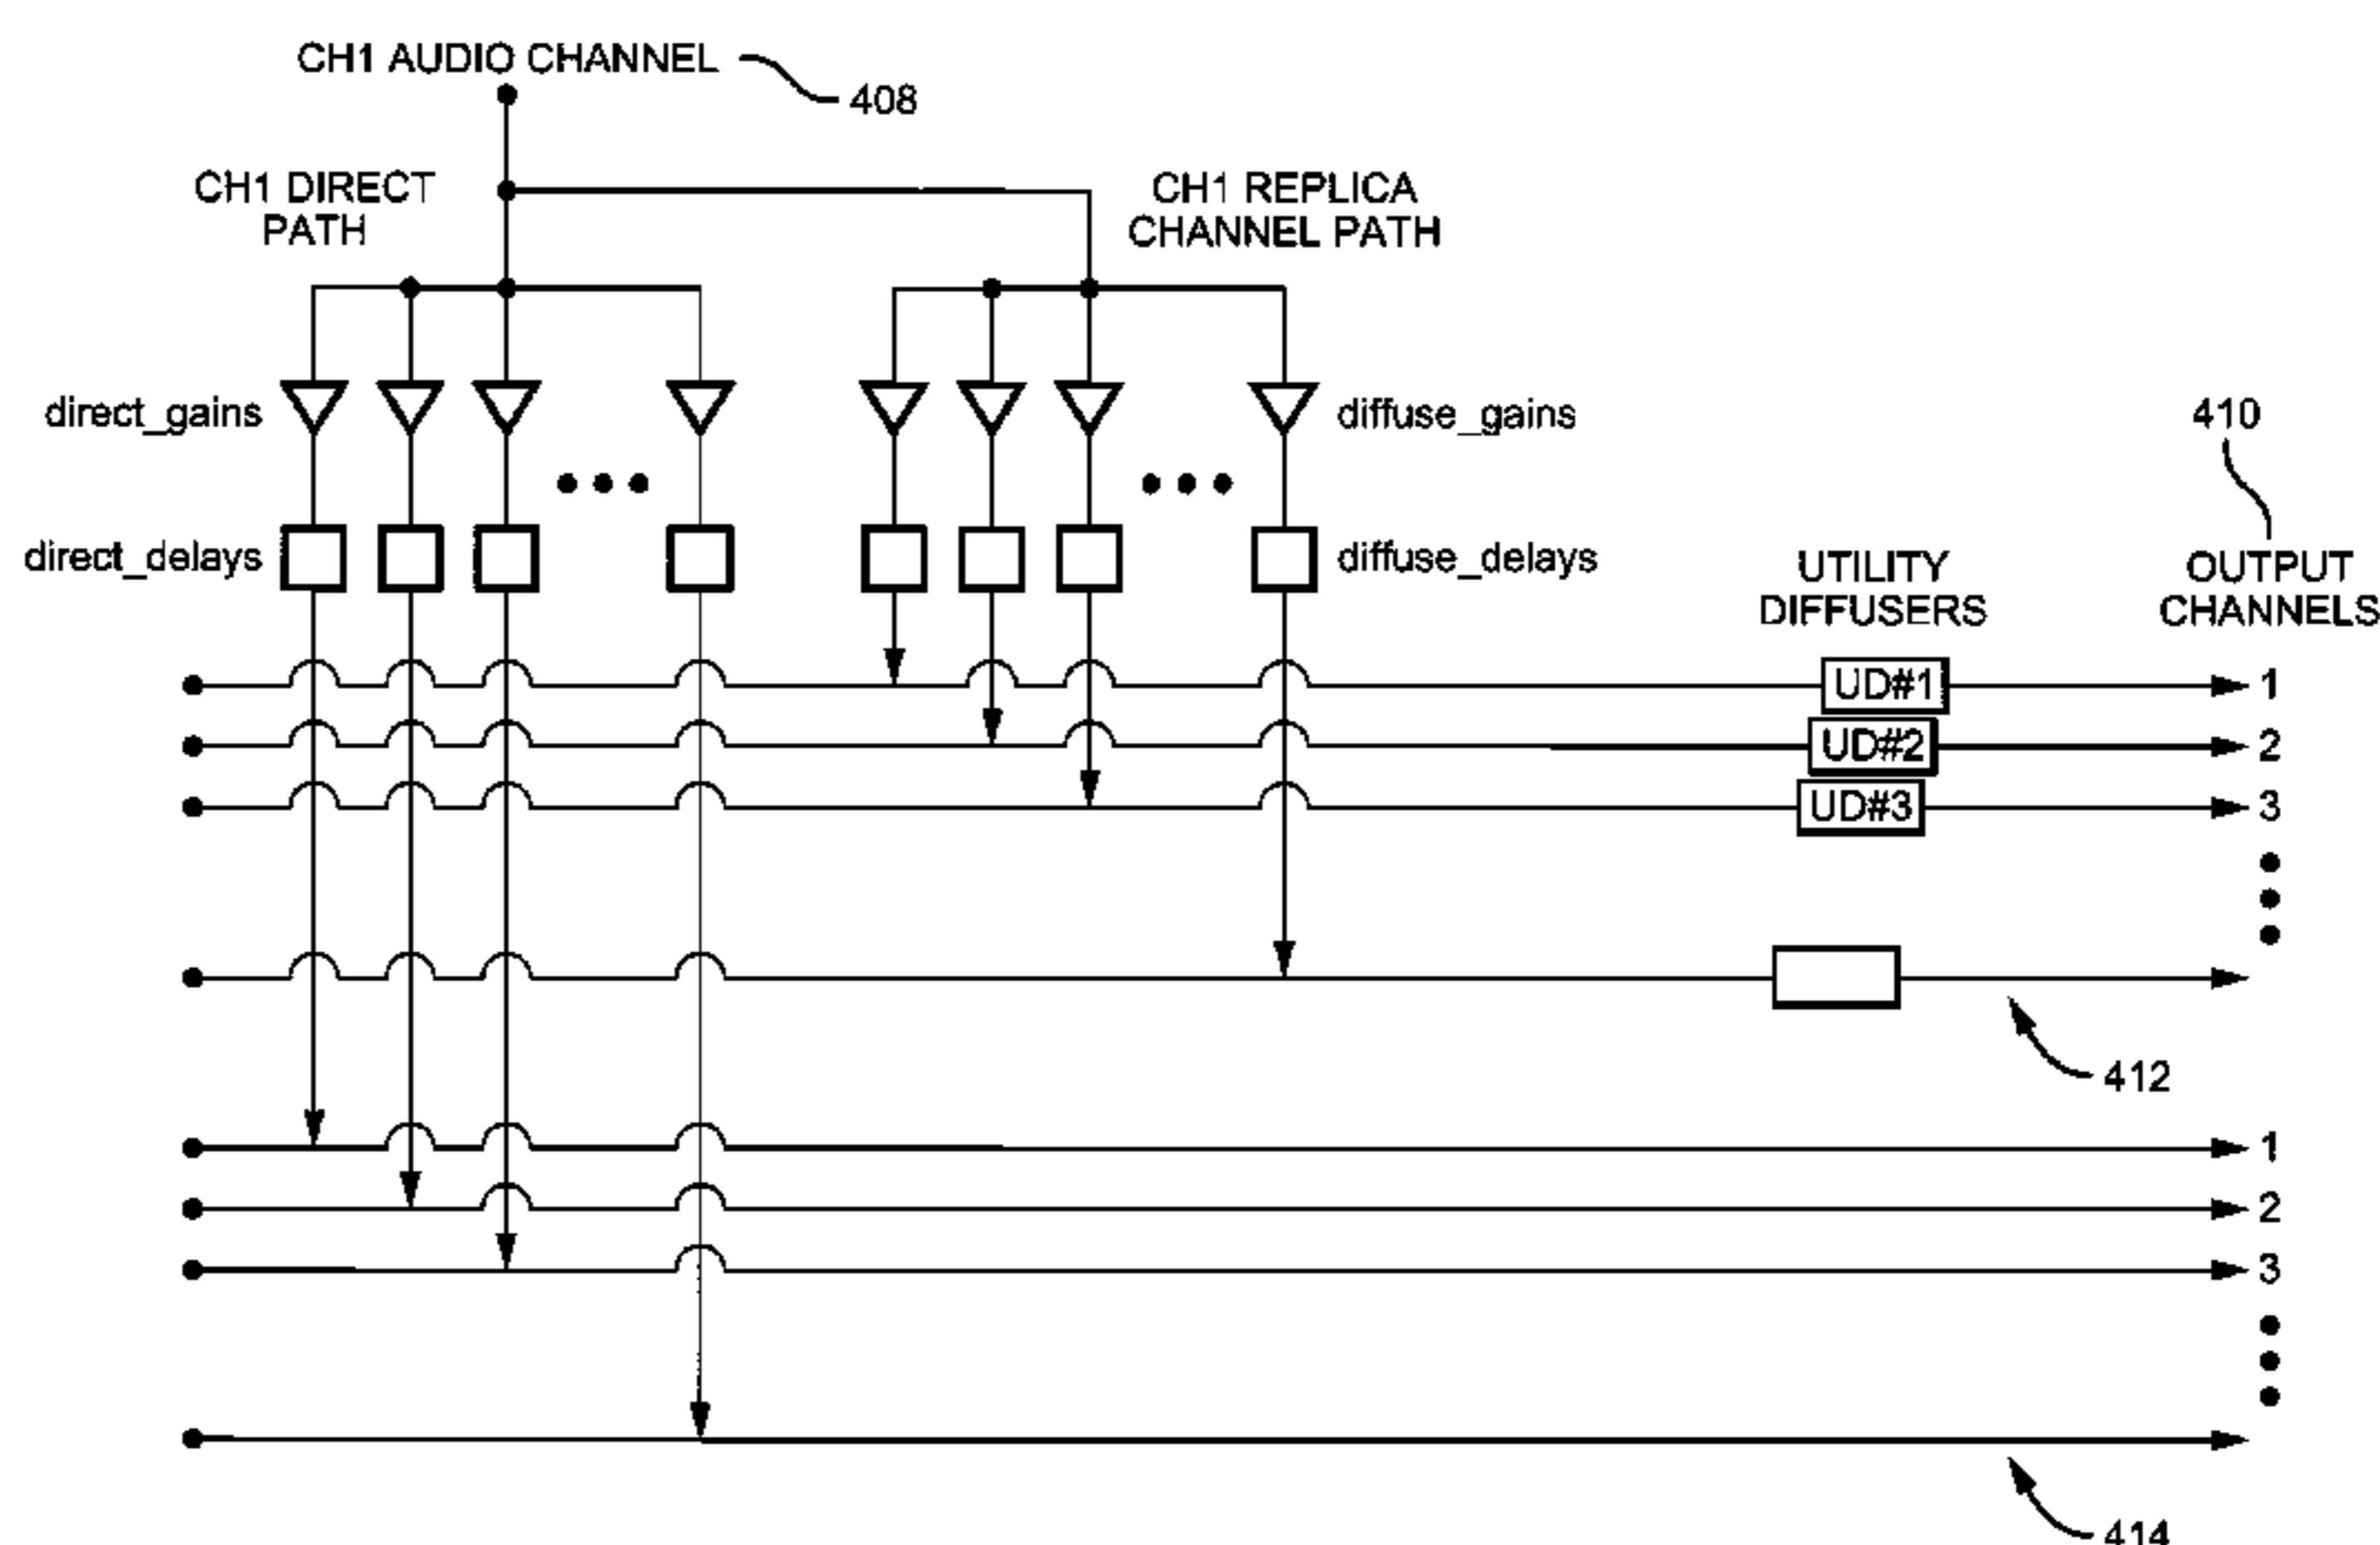 CH1 AUDIO CHANNEL
408
CH1 DIRECT
PATH
CH1 REPLICA
CHANNEL PATH
direct_gains
diffuse_gains
410
direct_delays
diffuse_delays
UTILITY
DIFFUSERS
OUTPUT
CHANNELS
UD#1
1
UD#2
2
UD#3
3
412
1
2
3
414